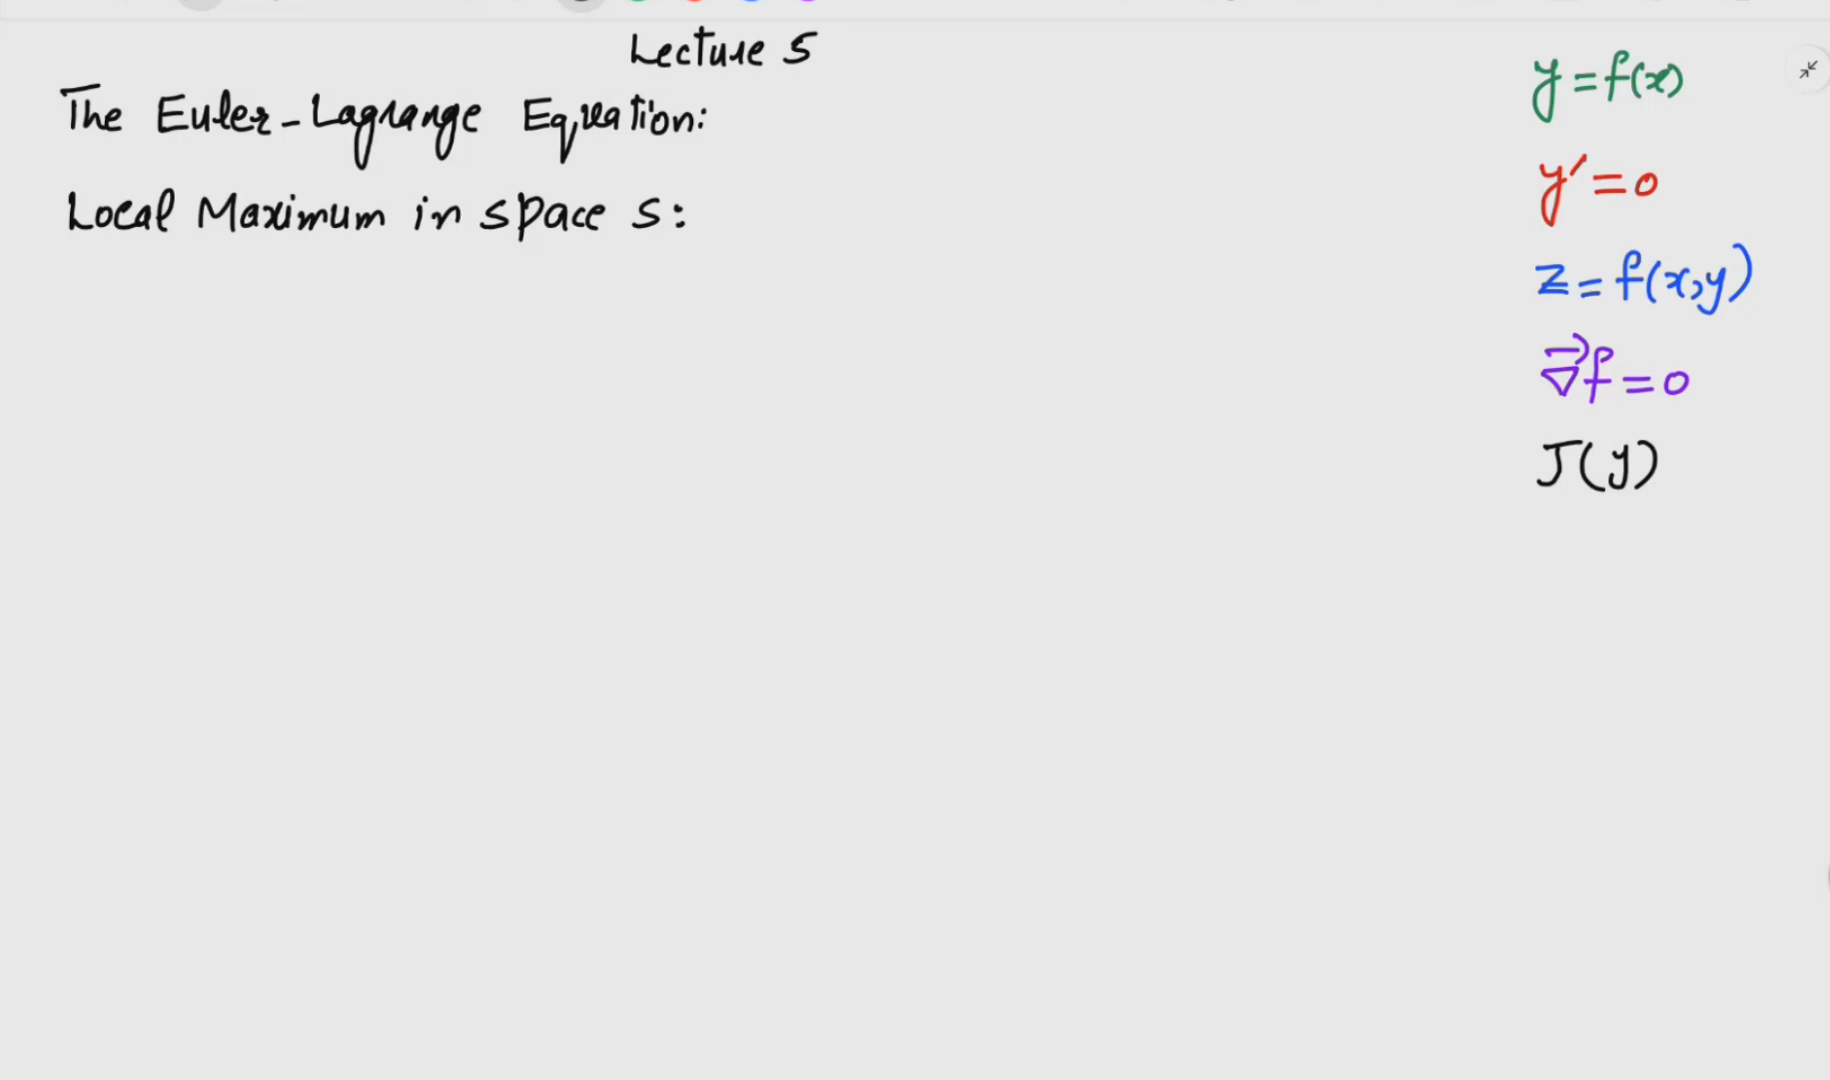 Lecture 5
The Euler-Lagrange Equation:
Local Maximum in space S:
y = f(x)
y′ = 0
z = f(x,y)
∇⃗f = 0
J(y)